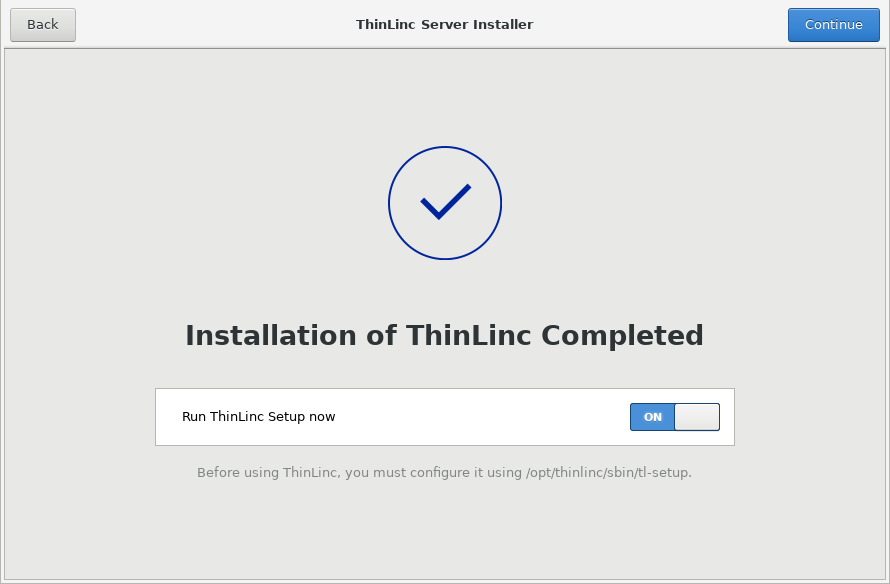 Back
ThinLinc Server Installer
Continue
Installation of ThinLinc Completed
Run ThinLinc Setup now
ON
Before using ThinLinc, you must configure it using /opt/thinlinc/sbin/tl-setup.